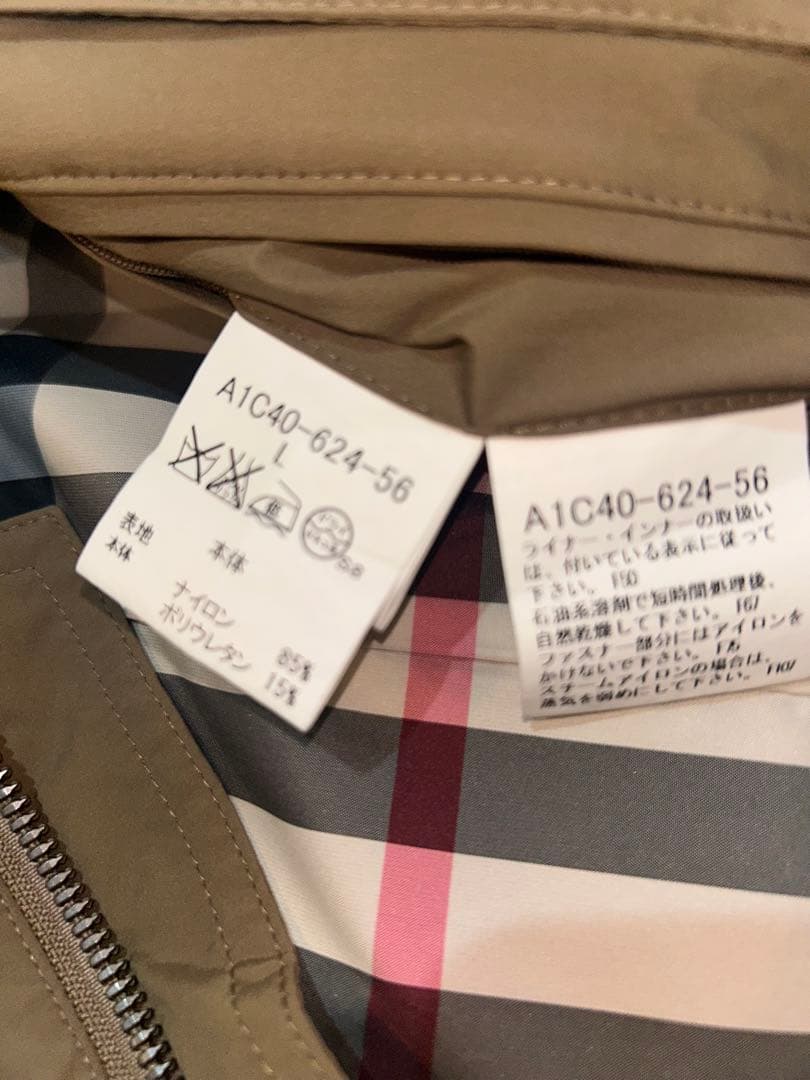 A1C40-624-56
L
表地 本体
本体
ナイロン 85%
ポリウレタン 15%
A1C40-624-56
ライナー・インナーの取扱い
は、付いている表示に従って
下さい。
石油系溶剤で短時間処理後、
自然乾燥して下さい。
ファスナー部分にはアイロンを
かけないで下さい。
スチームアイロンの場合は、
蒸気を弱めにして下さい。